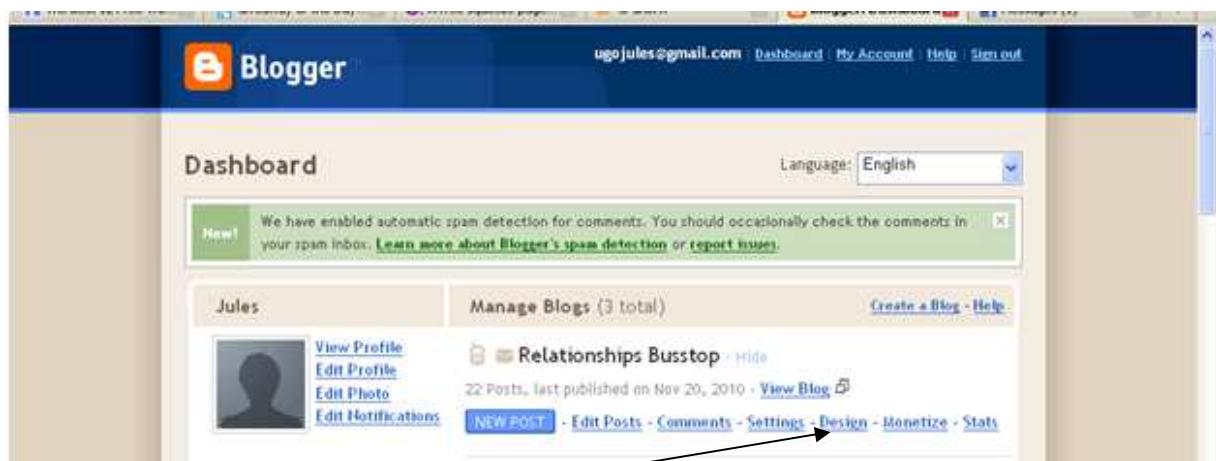 Blogger
ugojules@gmail.com Dashboard My Account Help Sign out
Dashboard
Language: English
New! We have enabled automatic spam detection for comments. You should occasionally check the comments in
your spam inbox. Learn more about Blogger's spam detection or report issues.
Jules
Manage Blogs (3 total)
Create a Blog - Help
View Profile
Edit Profile
Edit Photo
Edit Notifications
Relationships Busstop - Hide
22 Posts, last published on Nov 20, 2010 - View Blog
NEW POST - Edit Posts - Comments - Settings - Design - Monetize - Stats